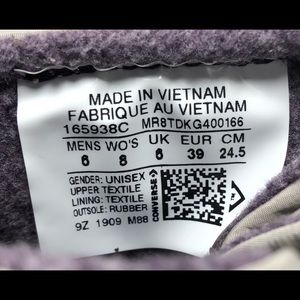 MADE IN VIETNAM
FABRIQUE AU VIETNAM
165938C MR8TDKG400166
MENS WO'S UK EUR CM
6 8 6 39 24.5
GENDER: UNISEX
UPPER: TEXTILE
LINING: TEXTILE
OUTSOLE: RUBBER
9Z 1909 M88
CONVERSE